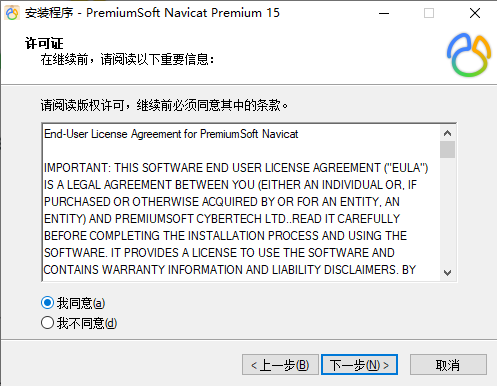 安装程序 - PremiumSoft Navicat Premium 15
许可证
在继续前,请阅读以下重要信息:
请阅读版权许可，继续前必须同意其中的条款。
End-User License Agreement for PremiumSoft Navicat
IMPORTANT: THIS SOFTWARE END USER LICENSE AGREEMENT ("EULA")
IS A LEGAL AGREEMENT BETWEEN YOU (EITHER AN INDIVIDUAL OR, IF
PURCHASED OR OTHERWISE ACQUIRED BY OR FOR AN ENTITY, AN
ENTITY) AND PREMIUMSOFT CYBERTECH LTD..READ IT CAREFULLY
BEFORE COMPLETING THE INSTALLATION PROCESS AND USING THE
SOFTWARE. IT PROVIDES A LICENSE TO USE THE SOFTWARE AND
CONTAINS WARRANTY INFORMATION AND LIABILITY DISCLAIMERS. BY
我同意(a)
我不同意(d)
<上一步(B) 下一步(N)> 取消